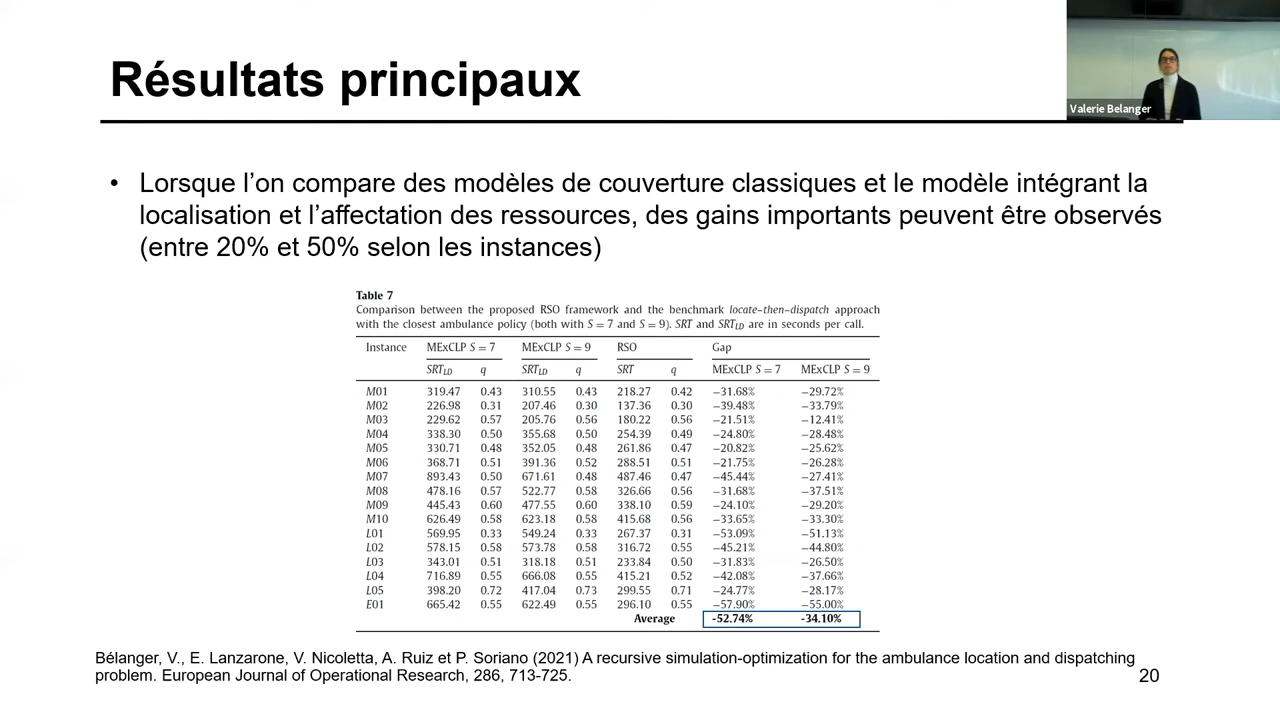 Résultats principaux
Valerie Belanger
• Lorsque l'on compare des modèles de couverture classiques et le modèle intégrant la
localisation et l'affectation des ressources, des gains importants peuvent être observés
(entre 20% et 50% selon les instances)
Table 7
Comparison between the proposed RSO framework and the benchmark locate–then–dispatch approach
with the closest ambulance policy (both with S = 7 and S = 9). SRT and SRT_LD are in seconds per call.
Instance MExCLP S = 7 MExCLP S = 9 RSO Gap
SRT_LD q SRT_LD q SRT q MExCLP S = 7 MExCLP S = 9
M01 319.47 0.43 310.55 0.43 218.27 0.42 −31.68% −29.72%
M02 226.98 0.31 207.46 0.30 137.36 0.30 −39.48% −33.79%
M03 229.62 0.57 205.76 0.56 180.22 0.56 −21.51% −12.41%
M04 338.30 0.50 355.68 0.50 254.39 0.49 −24.80% −28.48%
M05 330.71 0.48 352.05 0.48 261.86 0.47 −20.82% −25.62%
M06 368.71 0.51 391.36 0.52 288.51 0.51 −21.75% −26.28%
M07 893.43 0.50 671.61 0.48 487.46 0.47 −45.44% −27.41%
M08 478.16 0.57 522.77 0.58 326.66 0.56 −31.68% −37.51%
M09 445.43 0.60 477.55 0.60 338.10 0.59 −24.10% −29.20%
M10 626.49 0.58 623.18 0.58 415.68 0.56 −33.65% −33.30%
L01 569.95 0.33 549.24 0.33 267.37 0.31 −53.09% −51.13%
L02 578.15 0.58 573.78 0.58 316.72 0.55 −45.21% −44.80%
L03 343.01 0.51 318.18 0.51 233.84 0.50 −31.83% −26.50%
L04 716.89 0.55 666.08 0.55 415.21 0.52 −42.08% −37.66%
L05 398.20 0.72 417.04 0.73 299.55 0.71 −24.77% −28.17%
E01 665.42 0.55 622.49 0.55 296.10 0.55 −57.90% −55.00%
Average -52.74% -34.10%
Bélanger, V., E. Lanzarone, V. Nicoletta, A. Ruiz et P. Soriano (2021) A recursive simulation-optimization for the ambulance location and dispatching
problem. European Journal of Operational Research, 286, 713-725.
20